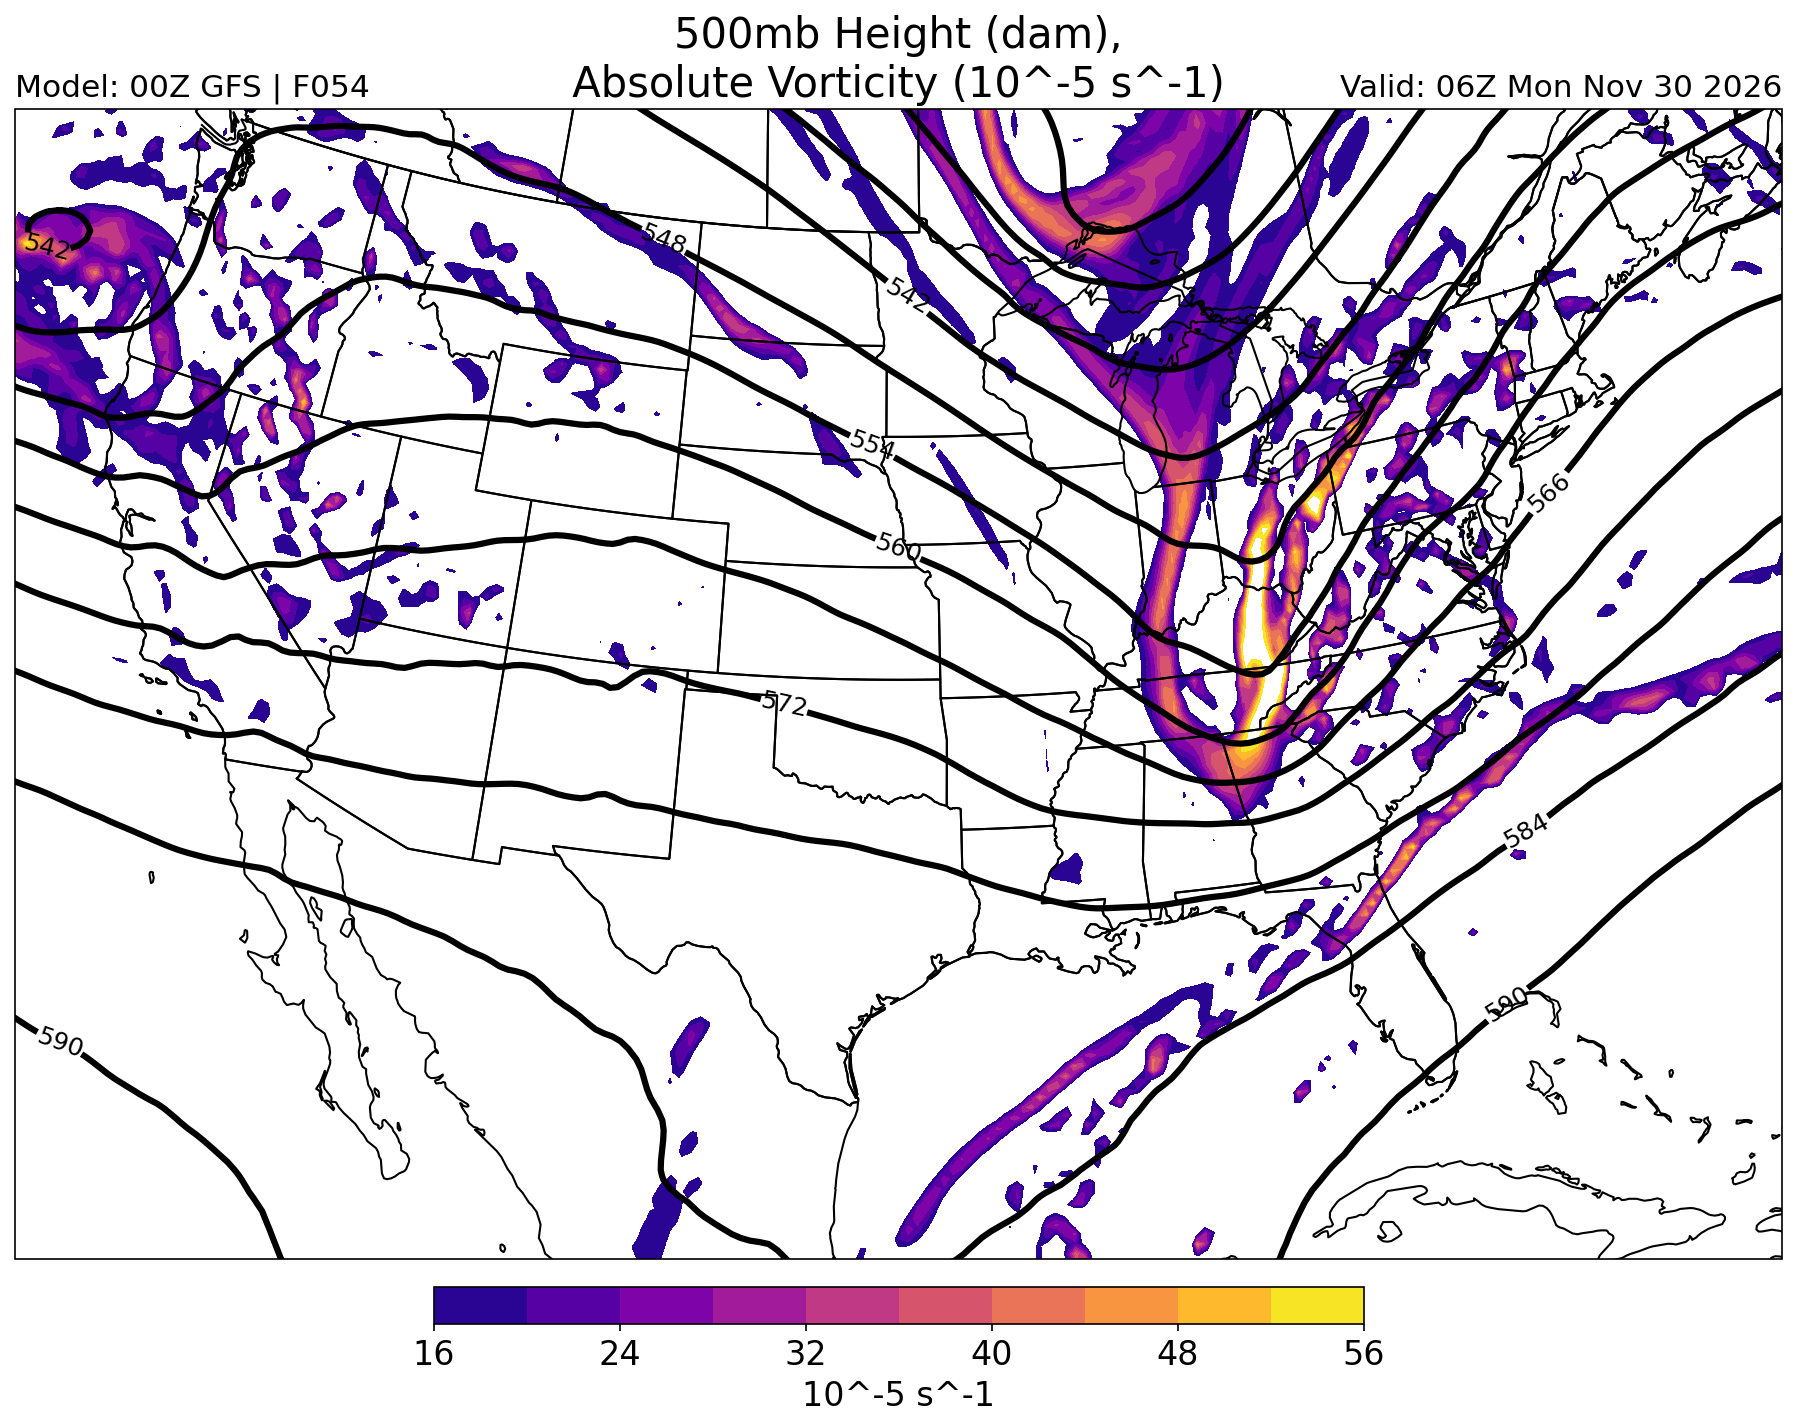 500mb Height (dam),
Model: 00Z GFS | F054
Absolute Vorticity (10^-5 s^-1)
Valid: 06Z Mon Nov 30 2026
542
548
542
554
560
566
572
584
590
590
16 24 32 40 48 56
10^-5 s^-1